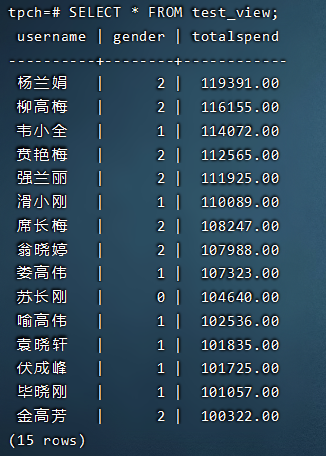 tpch=# SELECT * FROM test_view;
 username | gender | totalspend
----------+--------+------------
 杨兰娟 | 2 | 119391.00
 柳高梅 | 2 | 116155.00
 韦小全 | 1 | 114072.00
 贲艳梅 | 2 | 112565.00
 强兰丽 | 2 | 111925.00
 滑小刚 | 1 | 110089.00
 席长梅 | 2 | 108247.00
 翁晓婷 | 2 | 107988.00
 娄高伟 | 1 | 107323.00
 苏长刚 | 0 | 104640.00
 喻高伟 | 1 | 102536.00
 袁晓轩 | 1 | 101835.00
 伏成峰 | 1 | 101725.00
 毕晓刚 | 1 | 101057.00
 金高芳 | 2 | 100322.00
(15 rows)